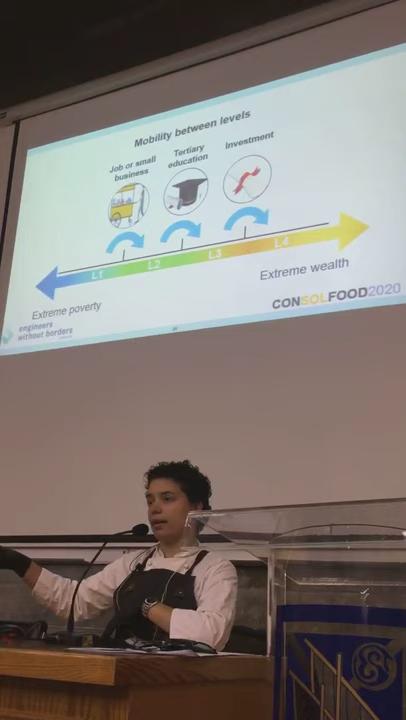 Mobility between levels
Job or small
business
Tertiary
education
Investment
L1
L2
L3
L4
Extreme poverty
Extreme wealth
engineers
without borders
CONSOLFOOD2020